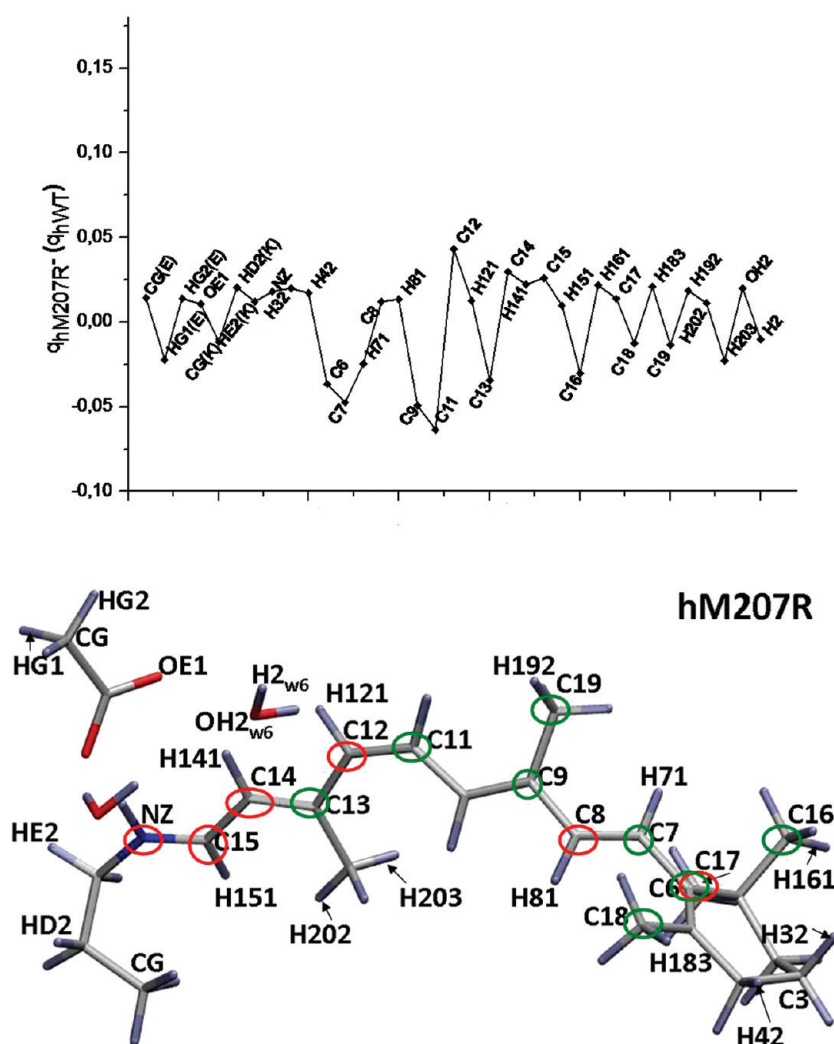 q_hM207R - (q_hWT)
0,15
0,10
0,05
0,00
-0,05
-0,10
CG(E)
HG1(E)
HG2(E)
OE1
CG(K)
HD2(K)
HE2(K)
NZ
H32
H42
C6
C7
H71
C8
H81
C9
C11
C12
H121
C13
C14
H141
C15
H151
C16
H161
C17
C18
H183
C19
H192
H202
H203
OH2
H2
hM207R
HG2
CG
HG1
OE1
H2w6
OH2w6
H121
C12
C11
H192
C19
H141
C14
C13
C9
H71
C8
C7
C16
NZ
C15
HE2
C17
C6
H161
H151
H203
H81
C18
HD2
H202
H32
CG
H183
C3
H42